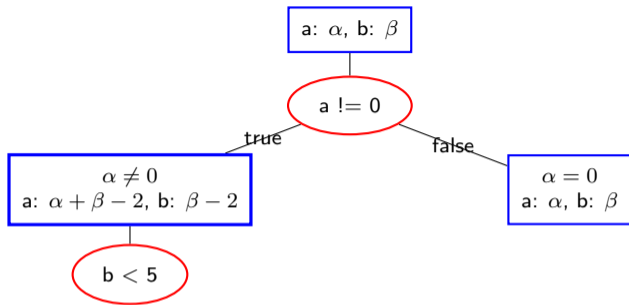 a: α, b: β
a != 0
true
false
α ≠ 0
a: α + β − 2, b: β − 2
α = 0
a: α, b: β
b < 5